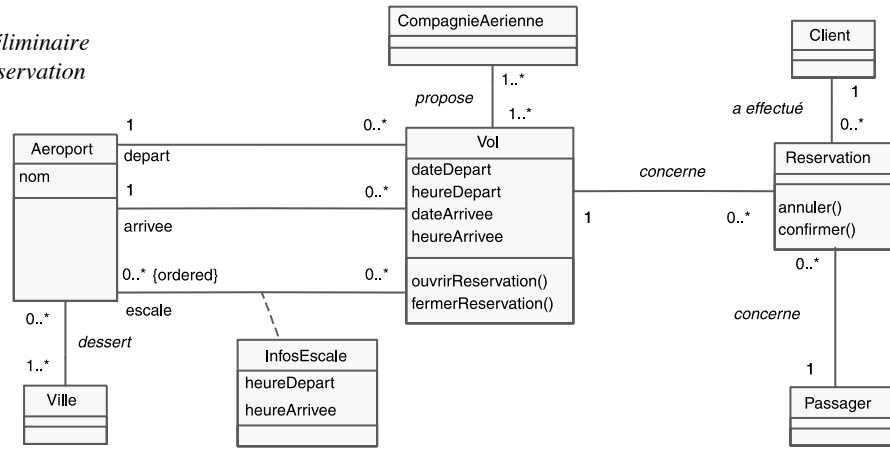 CompagnieAerienne
Client
1..*
propose
1..*
1
a effectué
0..*
1
0..*
depart
Aeroport
nom
1
0..*
arrivee
0..* {ordered}
0..*
escale
Vol
dateDepart
heureDepart
dateArrivee
heureArrivee
ouvrirReservation()
fermerReservation()
concerne
1
0..*
Reservation
annuler()
confirmer()
0..*
concerne
1
0..*
dessert
1..*
Ville
InfosEscale
heureDepart
heureArrivee
Passager